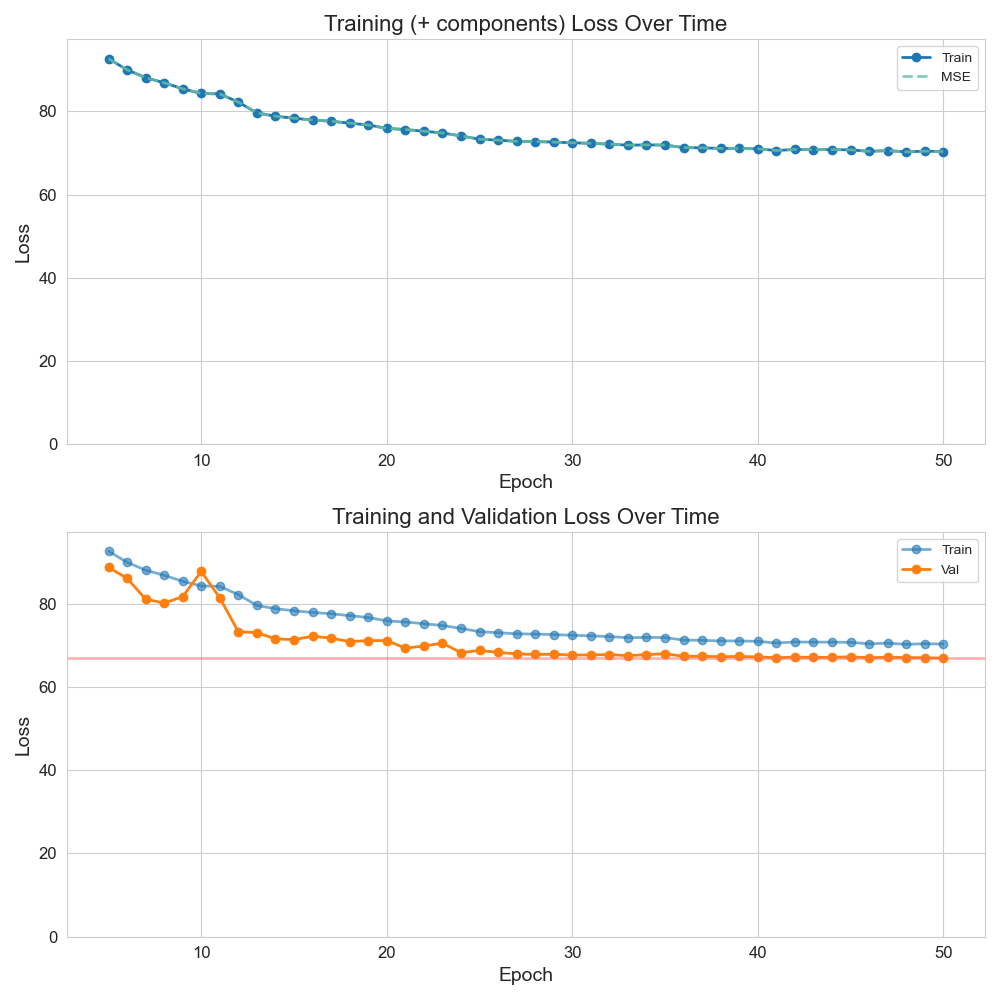 Training (+ components) Loss Over Time
Train
MSE
Loss
80
60
40
20
0
10 20 30 40 50
Epoch
Training and Validation Loss Over Time
Train
Val
Loss
80
60
40
20
0
10 20 30 40 50
Epoch